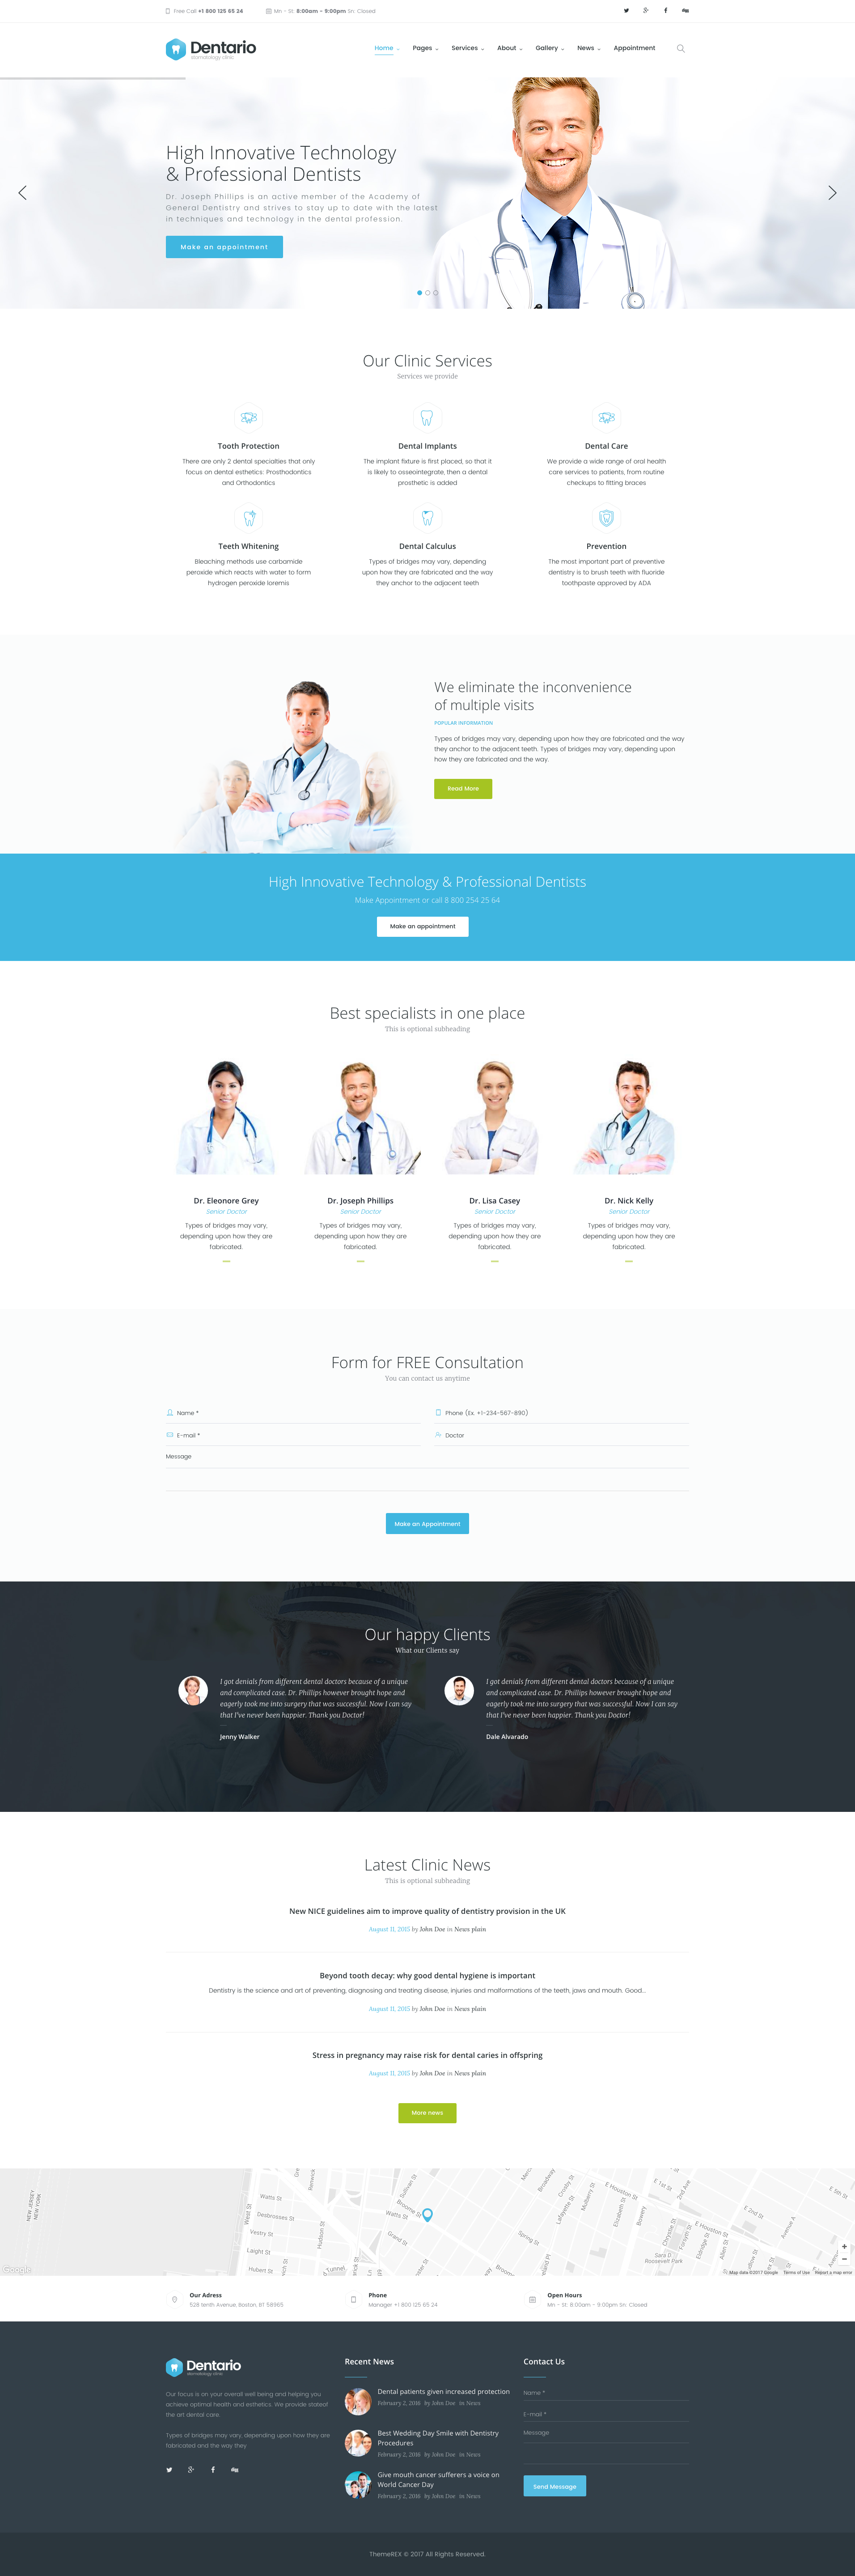 Free Call +1 800 125 65 24
Mn - St: 8:00am - 9:00pm Sn: Closed
Dentario
stomatology clinic
Home
Pages
Services
About
Gallery
News
Appointment
High Innovative Technology
& Professional Dentists
Dr. Joseph Phillips is an active member of the Academy of
General Dentistry and strives to stay up to date with the latest
in techniques and technology in the dental profession.
Make an appointment
Our Clinic Services
Services we provide
Tooth Protection
There are only 2 dental specialties that only
focus on dental esthetics: Prosthodontics
and Orthodontics
Dental Implants
The implant fixture is first placed, so that it
is likely to osseointegrate, then a dental
prosthetic is added
Dental Care
We provide a wide range of oral health
care services to patients, from routine
checkups to fitting braces
Teeth Whitening
Bleaching methods use carbamide
peroxide which reacts with water to form
hydrogen peroxide loremis
Dental Calculus
Types of bridges may vary, depending
upon how they are fabricated and the way
they anchor to the adjacent teeth
Prevention
The most important part of preventive
dentistry is to brush teeth with fluoride
toothpaste approved by ADA
We eliminate the inconvenience
of multiple visits
POPULAR INFORMATION
Types of bridges may vary, depending upon how they are fabricated and the way
they anchor to the adjacent teeth. Types of bridges may vary, depending upon
how they are fabricated and the way.
Read More
High Innovative Technology & Professional Dentists
Make Appointment or call 8 800 254 25 64
Make an appointment
Best specialists in one place
This is optional subheading
Dr. Eleonore Grey
Senior Doctor
Types of bridges may vary,
depending upon how they are
fabricated.
Dr. Joseph Phillips
Senior Doctor
Types of bridges may vary,
depending upon how they are
fabricated.
Dr. Lisa Casey
Senior Doctor
Types of bridges may vary,
depending upon how they are
fabricated.
Dr. Nick Kelly
Senior Doctor
Types of bridges may vary,
depending upon how they are
fabricated.
Form for FREE Consultation
You can contact us anytime
Name *
Phone (Ex. +1-234-567-890)
E-mail *
Doctor
Message
Make an Appointment
Our happy Clients
What our Clients say
I got denials from different dental doctors because of a unique
and complicated case. Dr. Phillips however brought hope and
eagerly took me into surgery that was successful. Now I can say
that I've never been happier. Thank you Doctor!
Jenny Walker
I got denials from different dental doctors because of a unique
and complicated case. Dr. Phillips however brought hope and
eagerly took me into surgery that was successful. Now I can say
that I've never been happier. Thank you Doctor!
Dale Alvarado
Latest Clinic News
This is optional subheading
New NICE guidelines aim to improve quality of dentistry provision in the UK
August 11, 2015 by John Doe in News plain
Beyond tooth decay: why good dental hygiene is important
Dentistry is the science and art of preventing, diagnosing and treating disease, injuries and malformations of the teeth, jaws and mouth. Good...
August 11, 2015 by John Doe in News plain
Stress in pregnancy may raise risk for dental caries in offspring
August 11, 2015 by John Doe in News plain
More news
NEW JERSEY
NEW YORK
West St
Watts St
Desbrosses St
Vestry St
Laight St
Hubert St
Hudson St
Renwick
Tunnel
Sullivan St
Broome St
Watts St
Grand St
Spring St
Broadway
Crosby St
Lafayette St
Mulberry St
Elizabeth St
Bowery
E Houston St
E 1st St
2nd Ave
Chrystie St
Forsyth St
Eldridge St
Allen St
E Houston St
E 2nd St
Avenue A
E 5th St
Sara D.
Roosevelt Park
Google
Map data ©2017 Google
Terms of Use
Report a map error
Our Adress
528 tenth Avenue, Boston, BT 58965
Phone
Manager +1 800 125 65 24
Open Hours
Mn - St: 8:00am - 9:00pm Sn: Closed
Dentario
stomatology clinic
Our focus is on your overall well being and helping you
achieve optimal health and esthetics. We provide stateof
the art dental care.
Types of bridges may vary, depending upon how they are
fabricated and the way they
Recent News
Dental patients given increased protection
February 2, 2016 by John Doe in News
Best Wedding Day Smile with Dentistry
Procedures
February 2, 2016 by John Doe in News
Give mouth cancer sufferers a voice on
World Cancer Day
February 2, 2016 by John Doe in News
Contact Us
Name *
E-mail *
Message
Send Message
ThemeREX © 2017 All Rights Reserved.